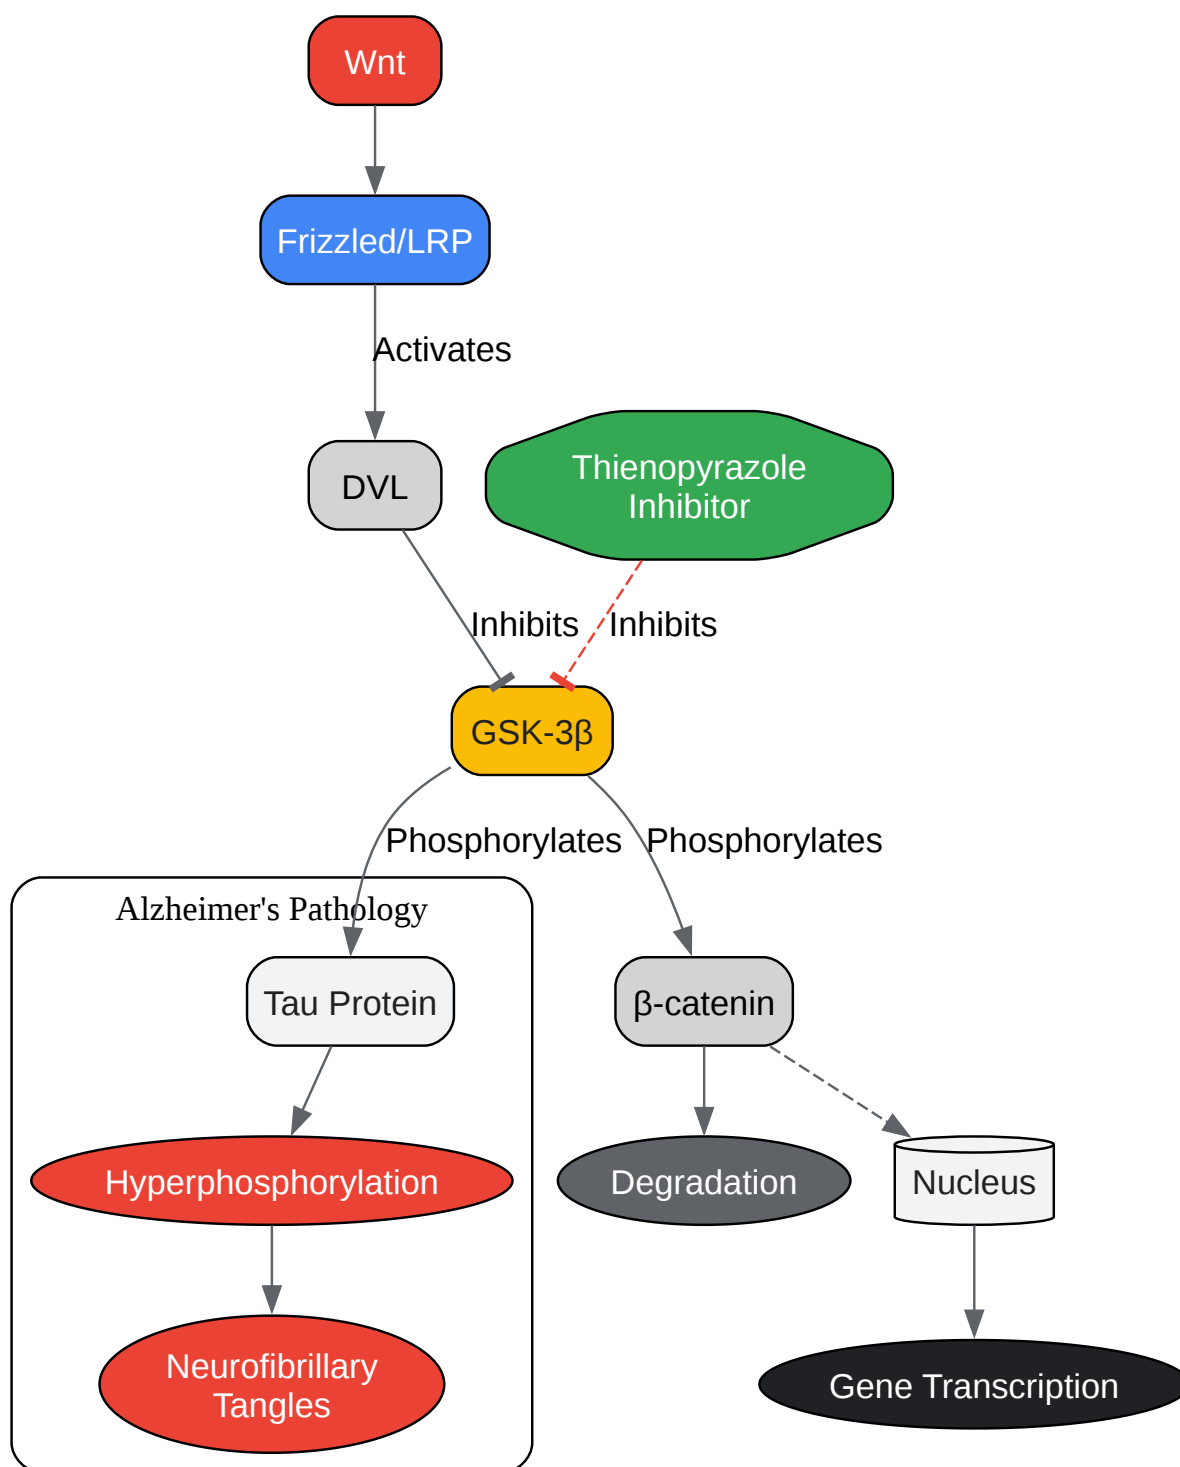 Wnt
Frizzled/LRP
Activates
DVL
Thienopyrazole
Inhibitor
Inhibits
Inhibits
GSK-3β
Phosphorylates
Phosphorylates
Alzheimer's Pathology
Tau Protein
β-catenin
Hyperphosphorylation
Degradation
Nucleus
Neurofibrillary
Tangles
Gene Transcription